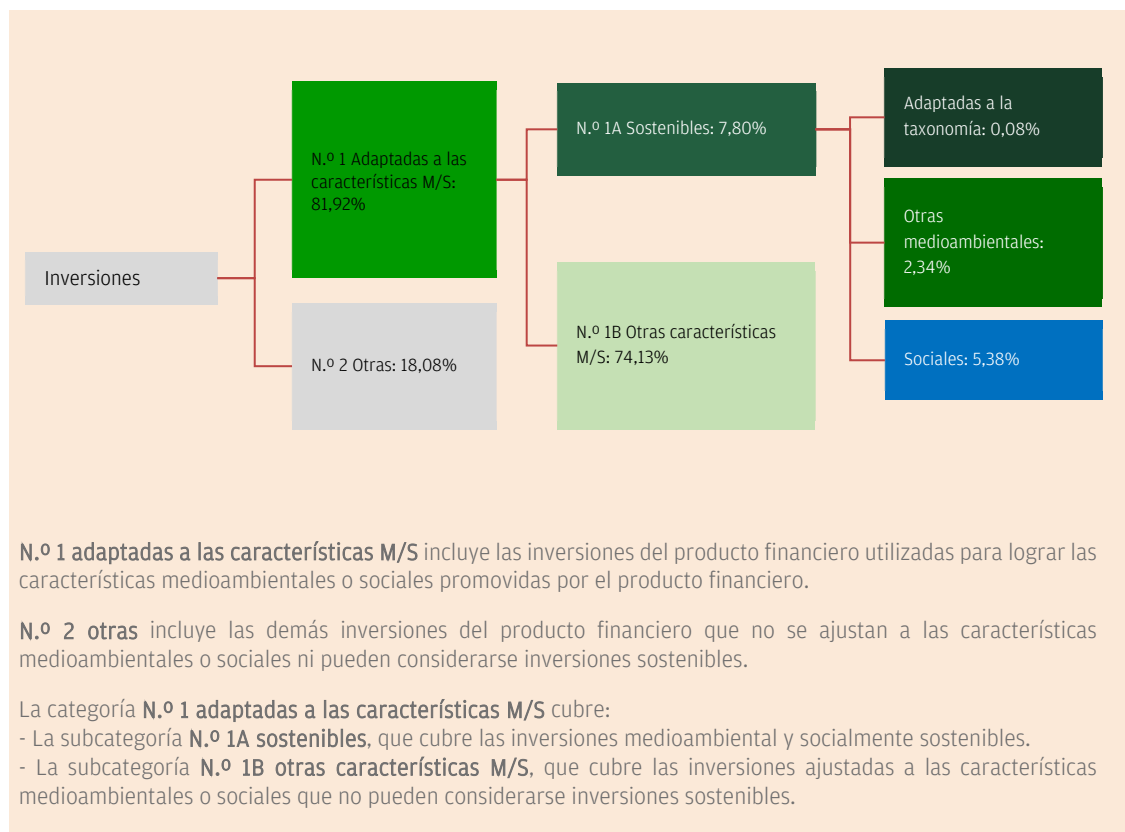 Inversiones
N.º 1 Adaptadas a las
características M/S:
81,92%
N.º 2 Otras: 18,08%
N.º 1A Sostenibles: 7,80%
N.º 1B Otras características
M/S: 74,13%
Adaptadas a la
taxonomía: 0,08%
Otras
medioambientales:
2,34%
Sociales: 5,38%
N.º 1 adaptadas a las características M/S incluye las inversiones del producto financiero utilizadas para lograr las
características medioambientales o sociales promovidas por el producto financiero.
N.º 2 otras incluye las demás inversiones del producto financiero que no se ajustan a las características
medioambientales o sociales ni pueden considerarse inversiones sostenibles.
La categoría N.º 1 adaptadas a las características M/S cubre:
- La subcategoría N.º 1A sostenibles, que cubre las inversiones medioambiental y socialmente sostenibles.
- La subcategoría N.º 1B otras características M/S, que cubre las inversiones ajustadas a las características
medioambientales o sociales que no pueden considerarse inversiones sostenibles.